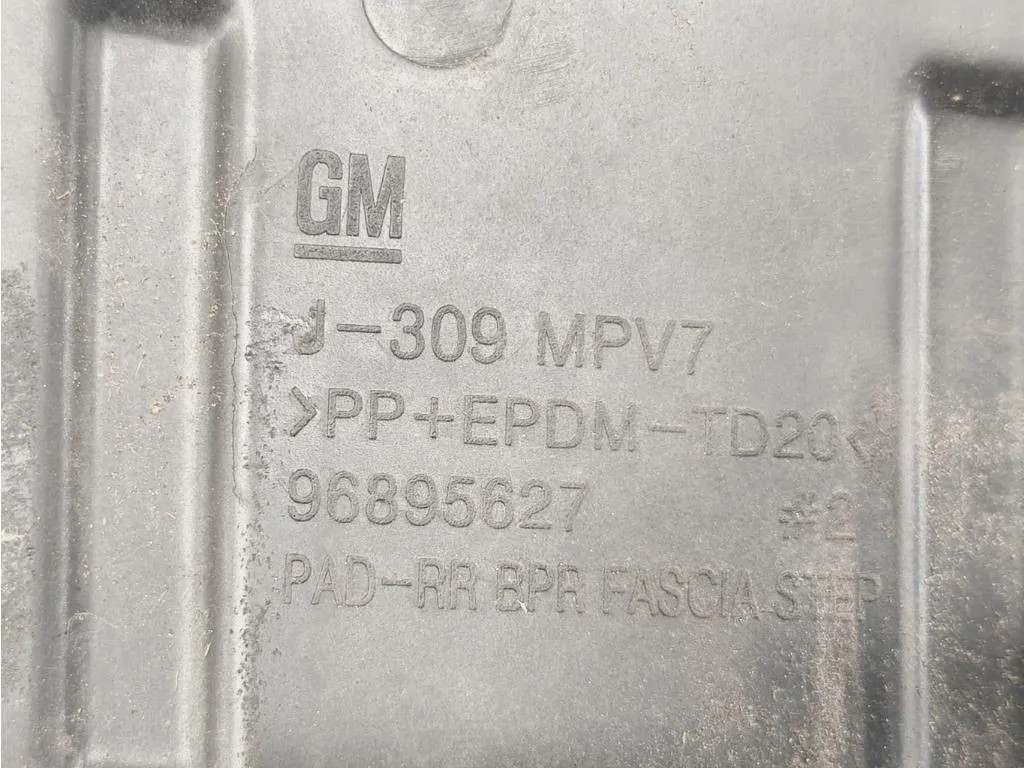 GM
J-309 MPV7
>PP+EPDM-TD20<
96895627 #2
PAD-RR BPR FASCIA STEP